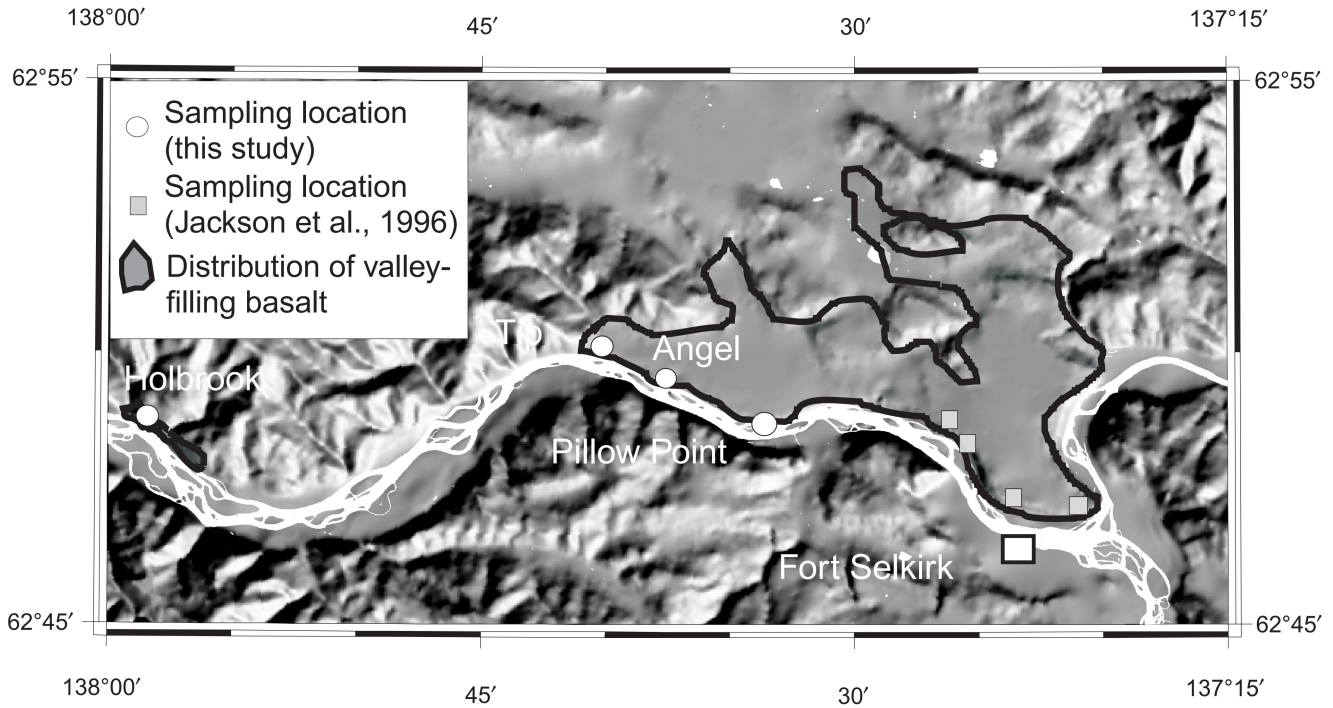 138°00′ 45′ 30′ 137°15′
62°55′ 62°55′
Sampling location
(this study)
Sampling location
(Jackson et al., 1996)
Distribution of valley-
filling basalt
Tip
Angel
Holbrook
Pillow Point
Fort Selkirk
62°45′ 62°45′
138°00′ 45′ 30′ 137°15′